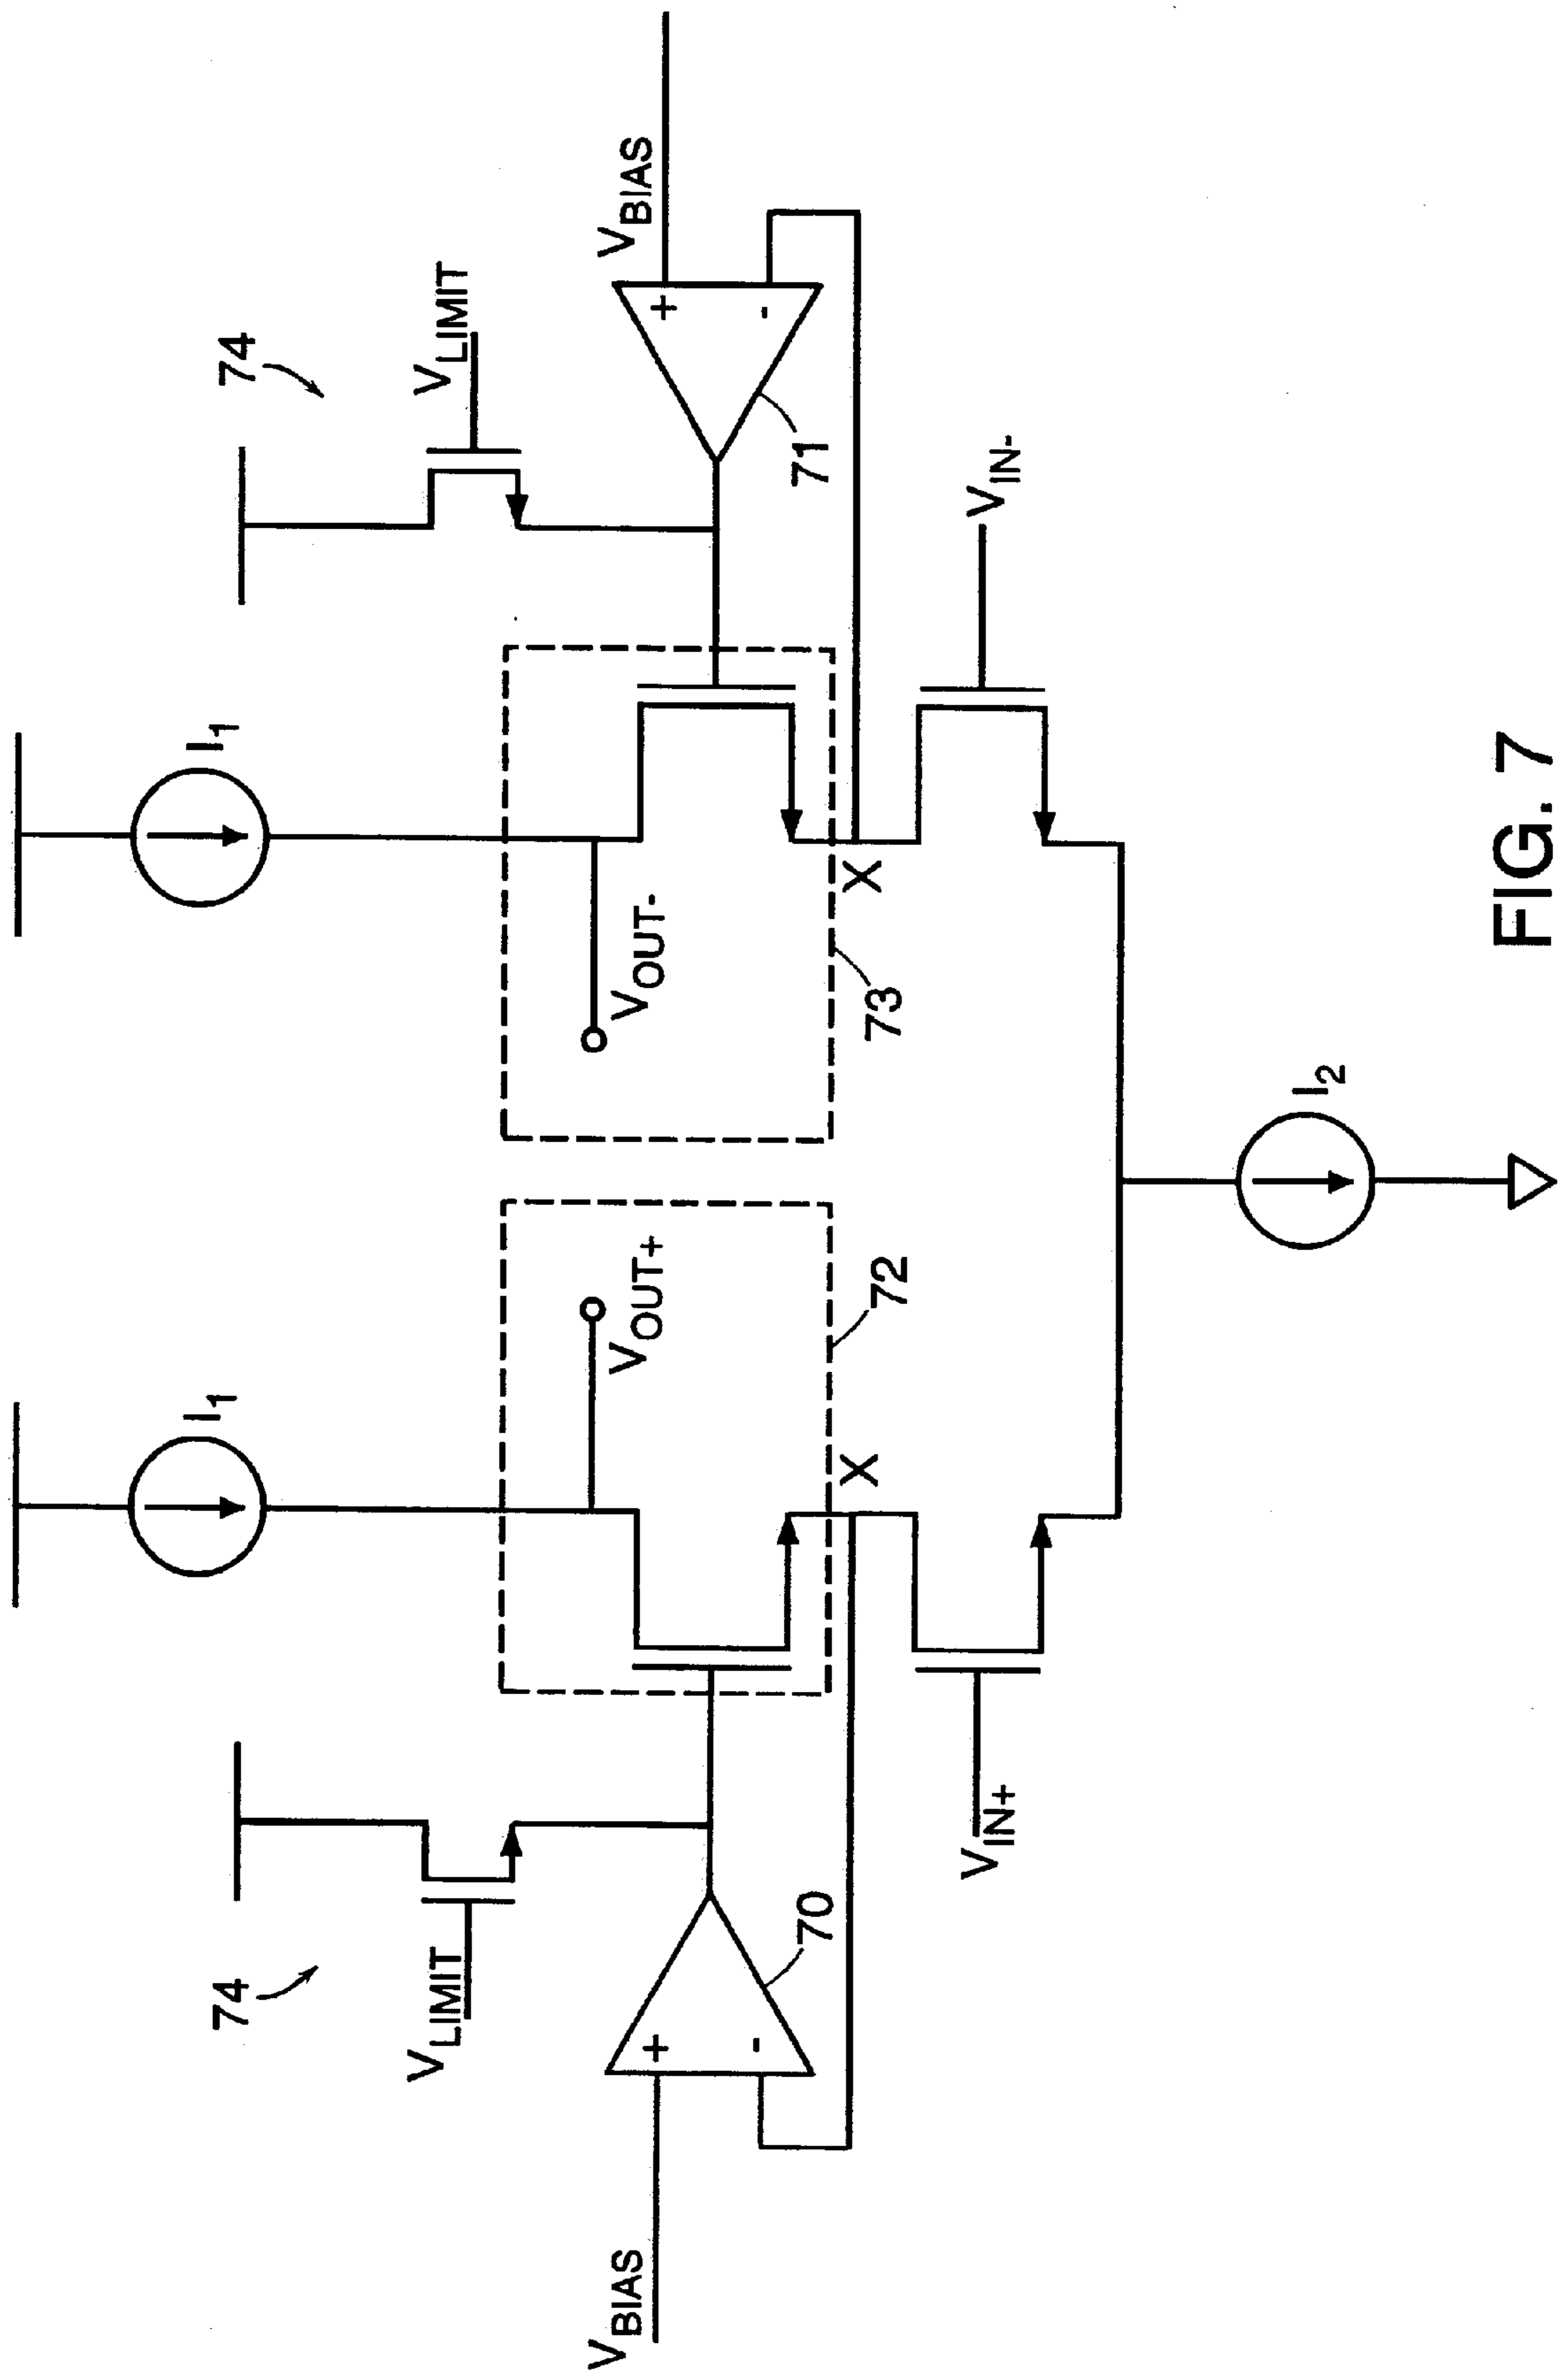 I1
I1
74
74
VLIMIT
VLIMIT
VBIAS
VBIAS
+
-
+
-
70
71
VOUT+
VOUT-
X
X
72
73
VIN+
VIN-
I2
FIG. 7